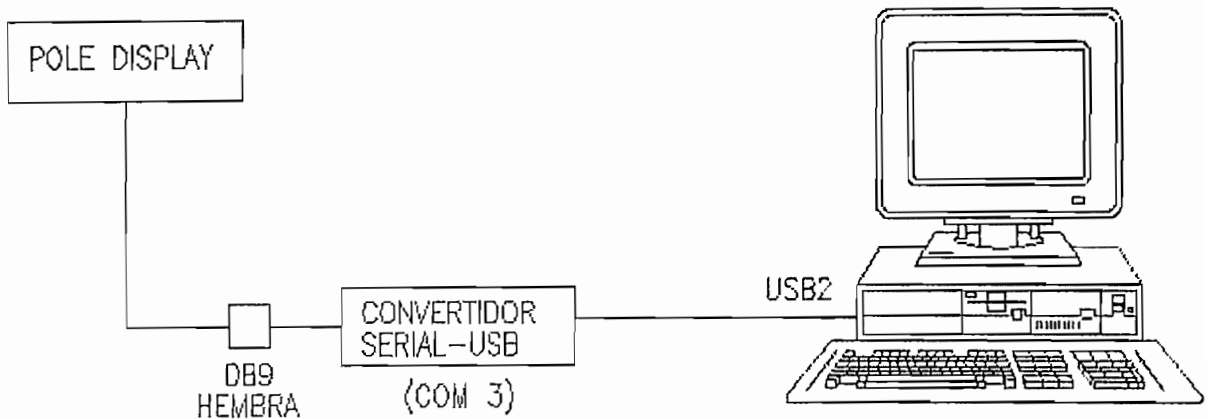 POLE DISPLAY
USB2
CONVERTIDOR
SERIAL-USB
DB9
HEMBRA
(COM 3)